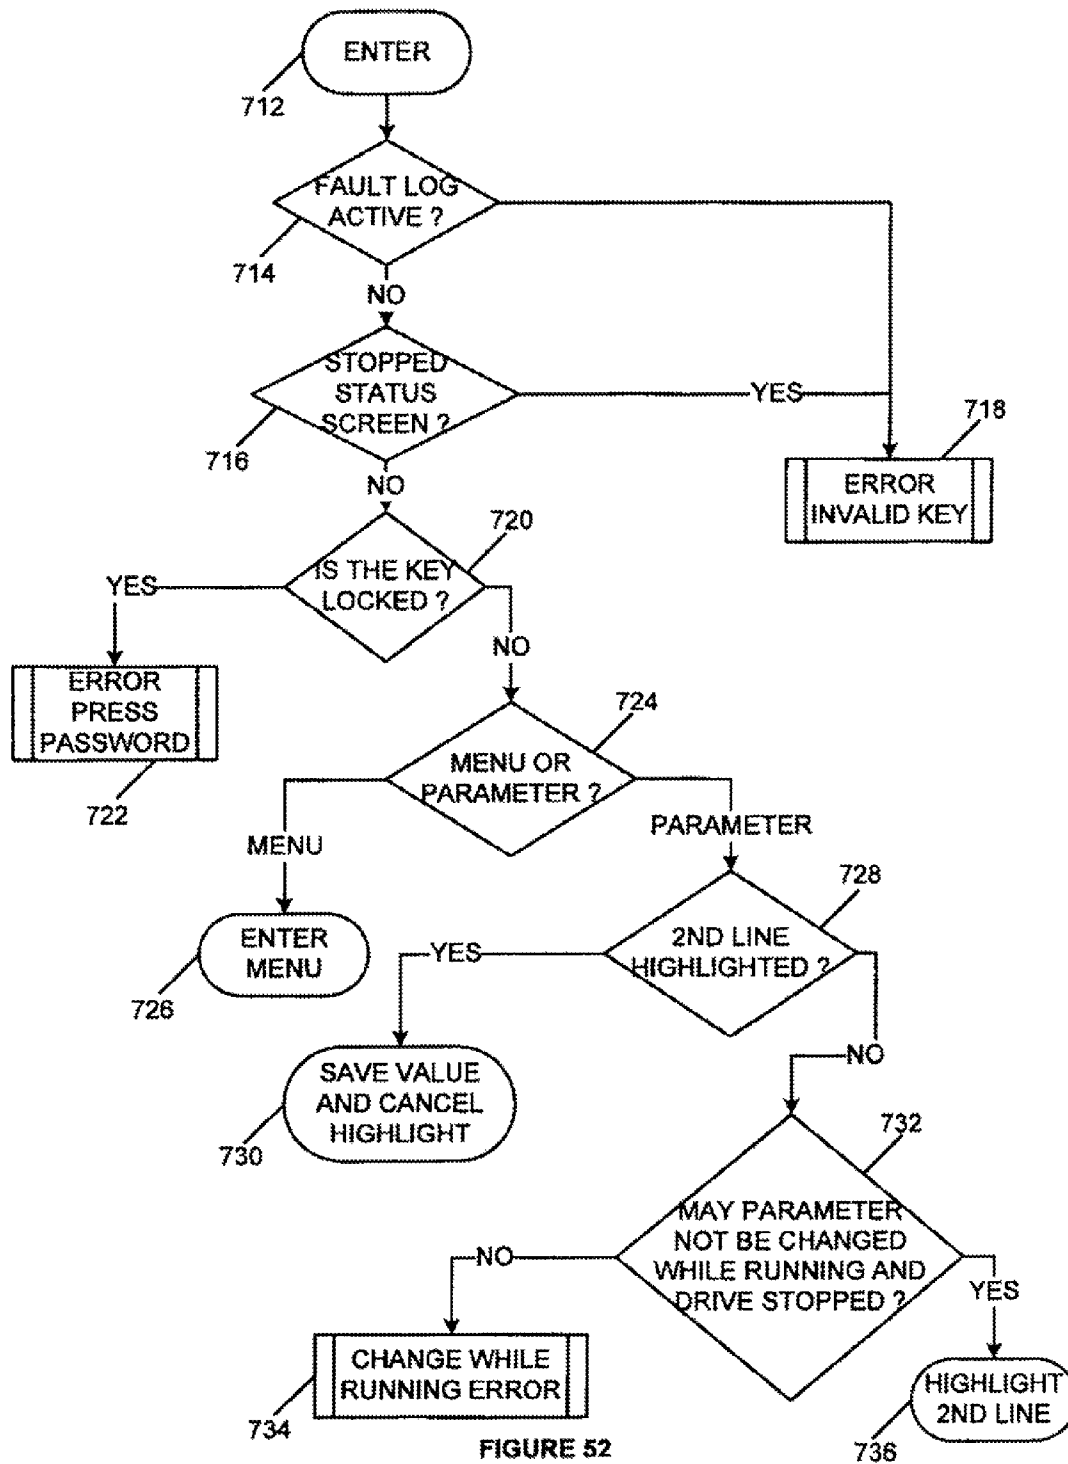 ENTER
712
FAULT LOG
ACTIVE ?
714
NO
STOPPED
STATUS
SCREEN ?
716
YES
718
ERROR
INVALID KEY
NO
720
IS THE KEY
LOCKED ?
YES
NO
ERROR
PRESS
PASSWORD
722
724
MENU OR
PARAMETER ?
MENU
PARAMETER
728
ENTER
MENU
726
2ND LINE
HIGHLIGHTED ?
YES
NO
SAVE VALUE
AND CANCEL
HIGHLIGHT
730
732
MAY PARAMETER
NOT BE CHANGED
WHILE RUNNING AND
DRIVE STOPPED ?
NO
YES
CHANGE WHILE
RUNNING ERROR
734
HIGHLIGHT
2ND LINE
736
FIGURE 52